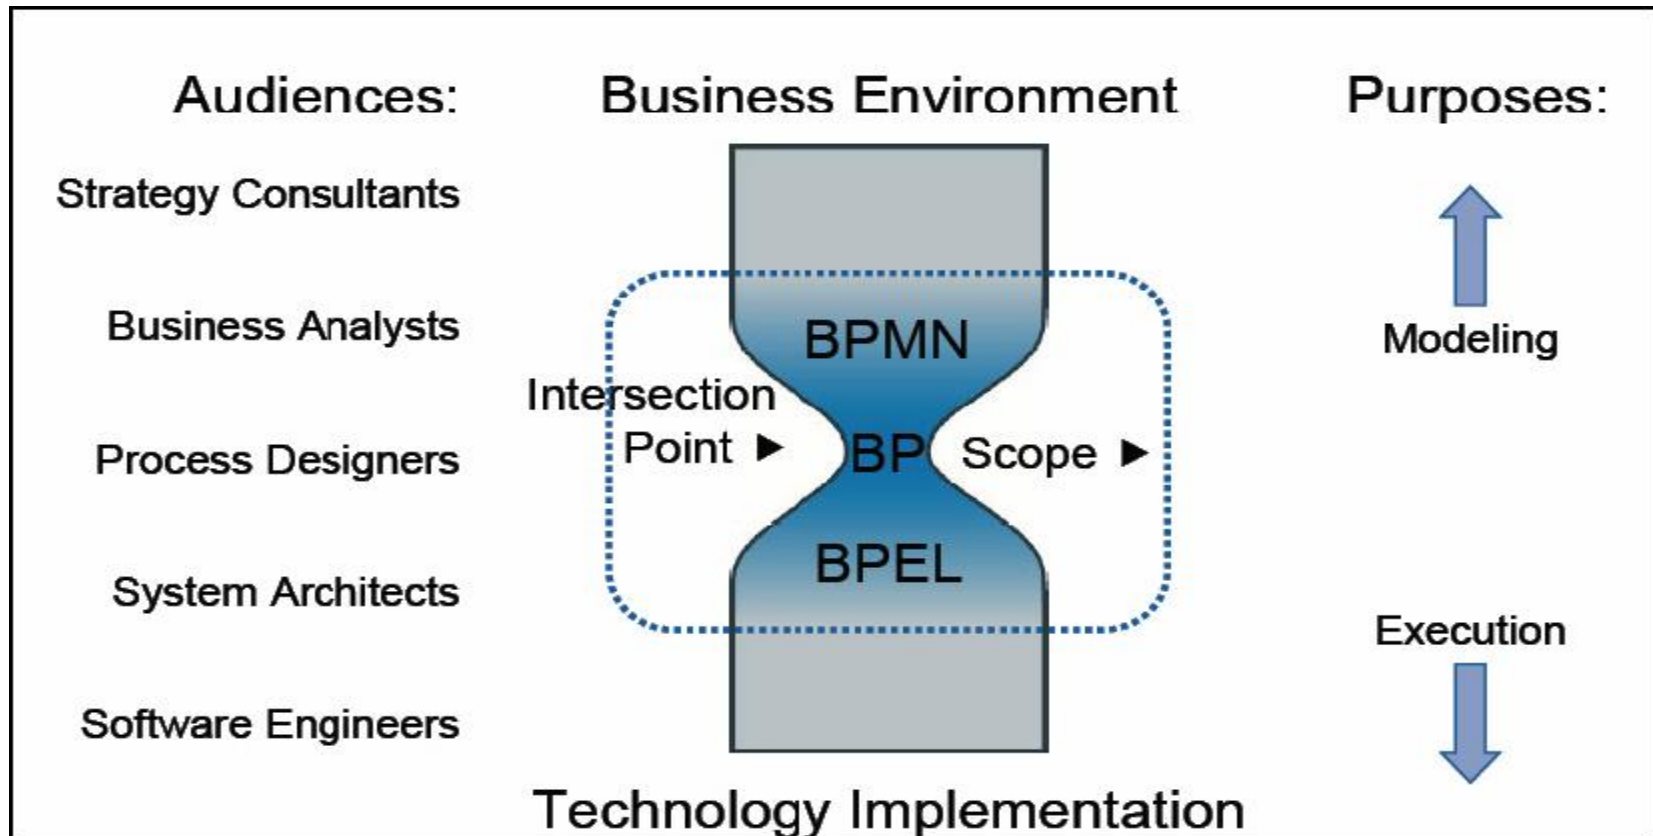 Audiences:
Business Environment
Purposes:
Strategy Consultants
Business Analysts
BPMN
Modeling
Intersection
Point ►
BP
Scope ►
Process Designers
BPEL
System Architects
Execution
Software Engineers
Technology Implementation